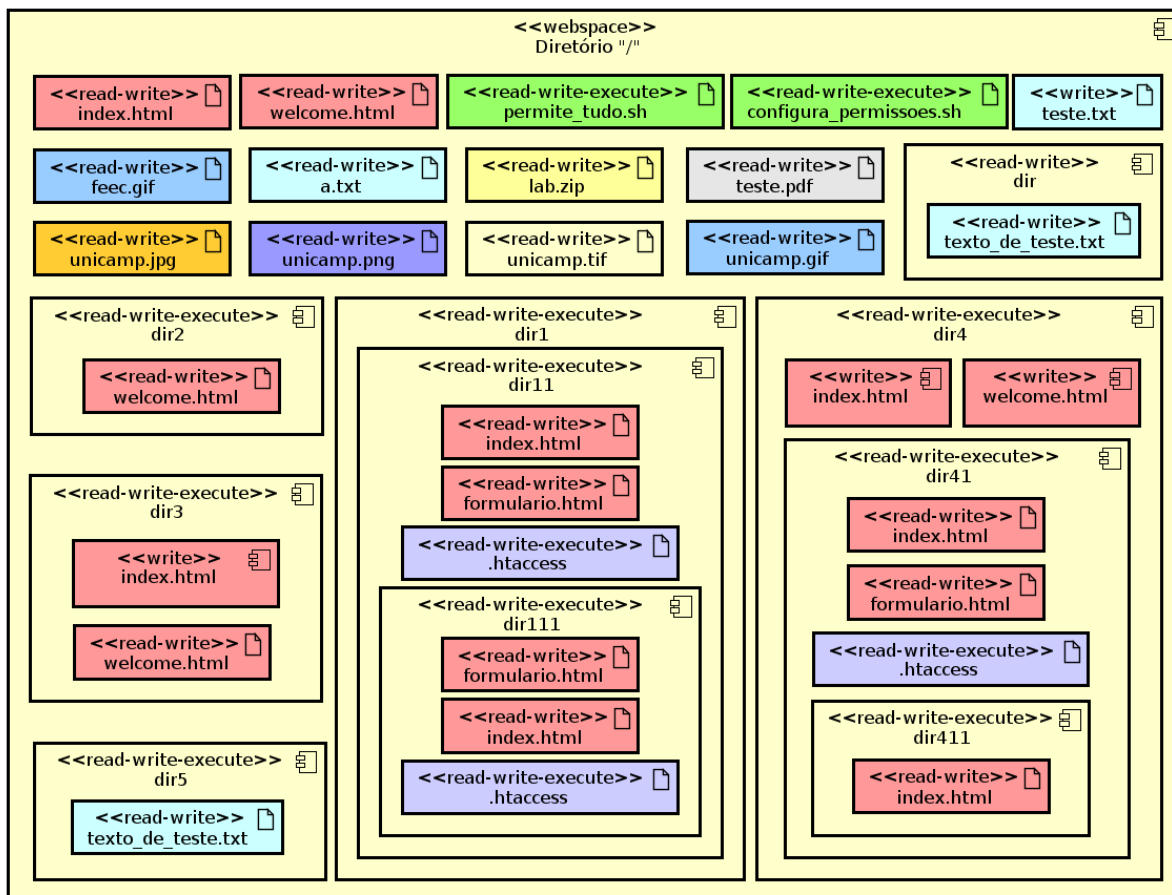 <<webspace>>
Diretório "/"
<<read-write>>
index.html
<<read-write>>
welcome.html
<<read-write-execute>>
permite_tudo.sh
<<read-write-execute>>
configura_permissoes.sh
<<write>>
teste.txt
<<read-write>>
feec.gif
<<read-write>>
a.txt
<<read-write>>
lab.zip
<<read-write>>
teste.pdf
<<read-write>>
dir
<<read-write>>
texto_de_teste.txt
<<read-write>>
unicamp.jpg
<<read-write>>
unicamp.png
<<read-write>>
unicamp.tif
<<read-write>>
unicamp.gif
<<read-write-execute>>
dir2
<<read-write>>
welcome.html
<<read-write-execute>>
dir3
<<write>>
index.html
<<read-write>>
welcome.html
<<read-write-execute>>
dir5
<<read-write>>
texto_de_teste.txt
<<read-write-execute>>
dir1
<<read-write-execute>>
dir11
<<read-write>>
index.html
<<read-write>>
formulario.html
<<read-write-execute>>
.htaccess
<<read-write-execute>>
dir111
<<read-write>>
formulario.html
<<read-write>>
index.html
<<read-write-execute>>
.htaccess
<<read-write-execute>>
dir4
<<write>>
index.html
<<write>>
welcome.html
<<read-write-execute>>
dir41
<<read-write>>
index.html
<<read-write>>
formulario.html
<<read-write-execute>>
.htaccess
<<read-write-execute>>
dir411
<<read-write>>
index.html